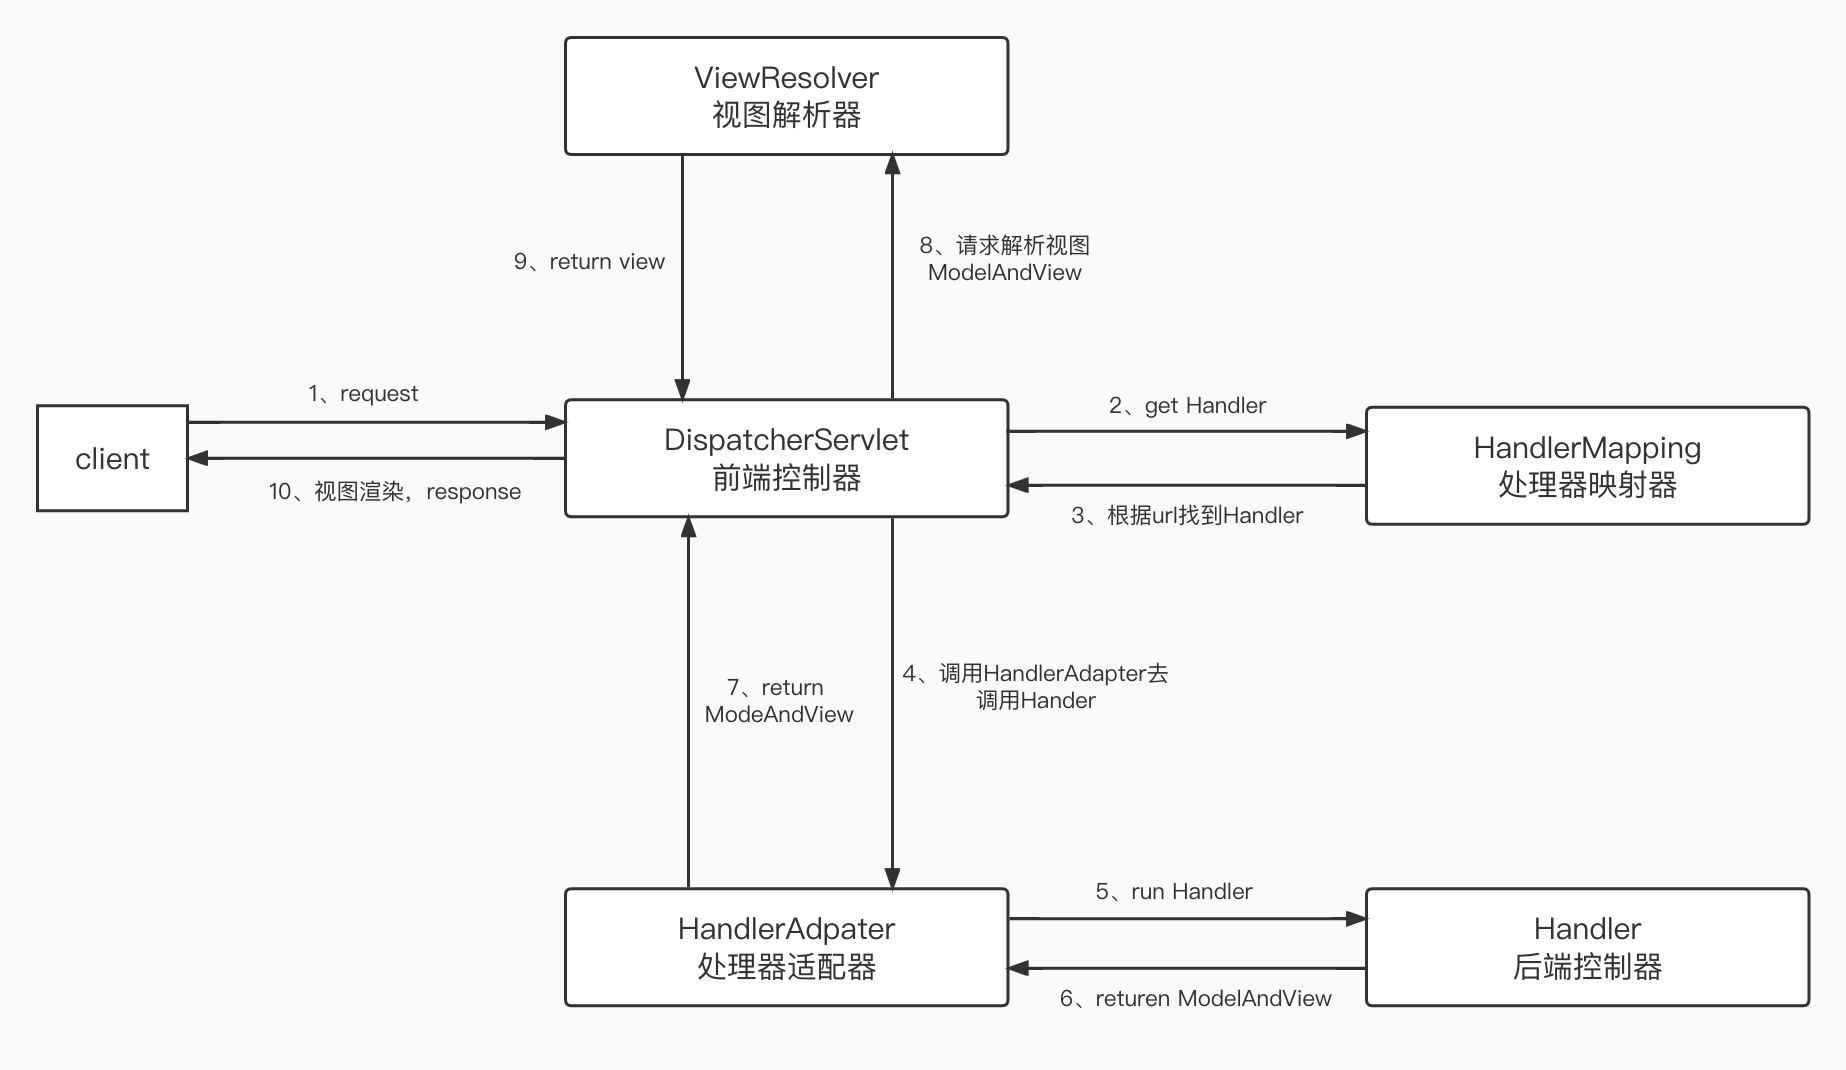 ViewResolver
视图解析器
9、return view
8、请求解析视图
ModelAndView
1、request
client
10、视图渲染，response
DispatcherServlet
前端控制器
2、get Handler
3、根据url找到Handler
HandlerMapping
处理器映射器
7、return
ModeAndView
4、调用HandlerAdapter去
调用Hander
HandlerAdpater
处理器适配器
5、run Handler
6、returen ModelAndView
Handler
后端控制器